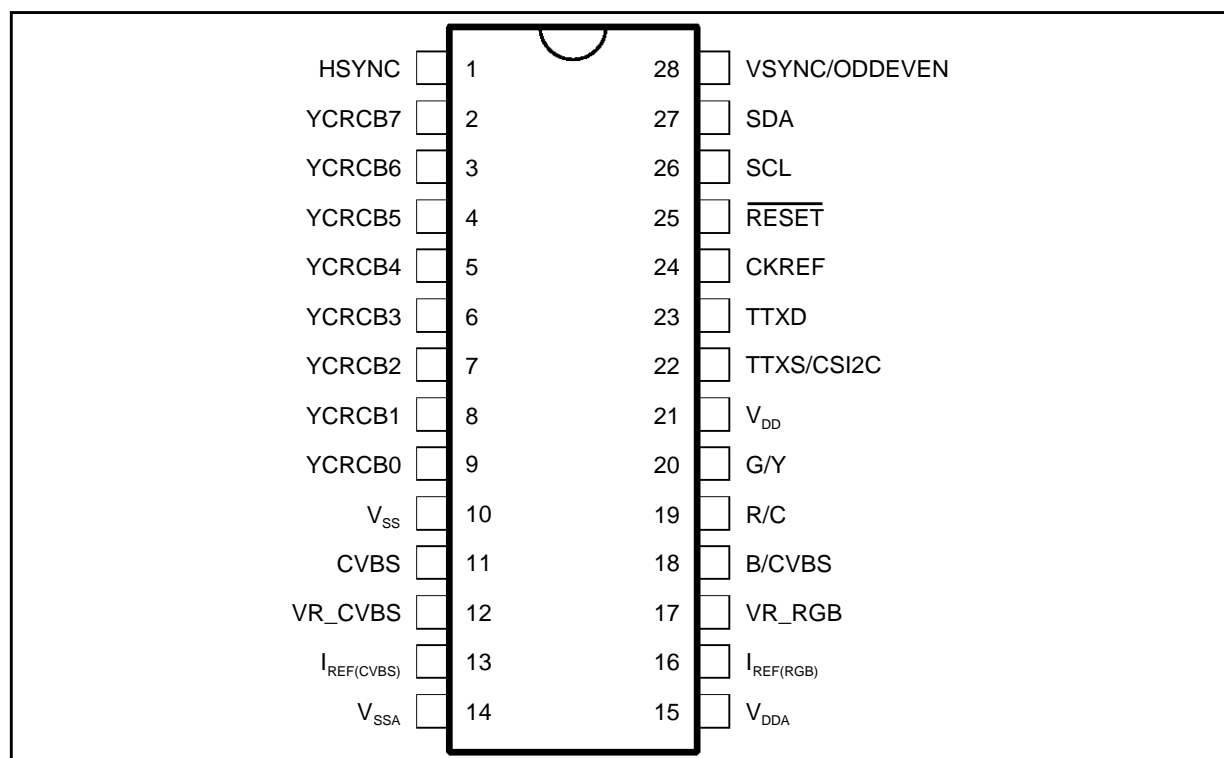 HSYNC 1 28 VSYNC/ODDEVEN
YCRCB7 2 27 SDA
YCRCB6 3 26 SCL
YCRCB5 4 25 RESET
YCRCB4 5 24 CKREF
YCRCB3 6 23 TTXD
YCRCB2 7 22 TTXS/CSI2C
YCRCB1 8 21 VDD
YCRCB0 9 20 G/Y
VSS 10 19 R/C
CVBS 11 18 B/CVBS
VR_CVBS 12 17 VR_RGB
IREF(CVBS) 13 16 IREF(RGB)
VSSA 14 15 VDDA